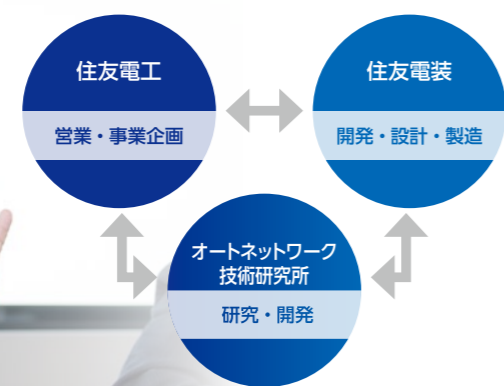 住友電工
営業・事業企画
住友電装
開発・設計・製造
オートネットワーク
技術研究所
研究・開発